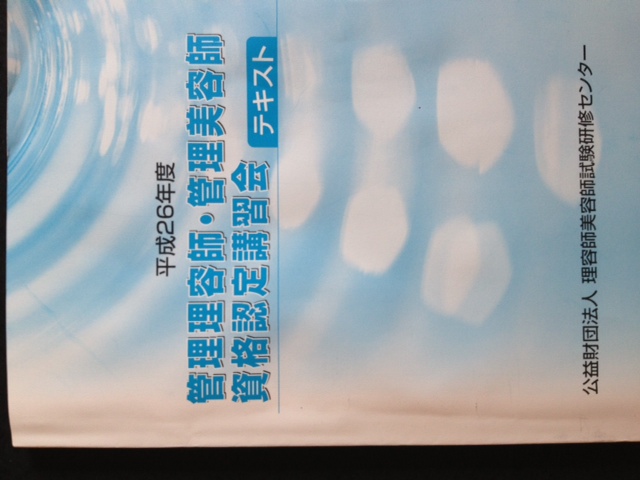 平成26年度
管理理容師・管理美容師
資格認定講習会 テキスト
公益財団法人 理容師美容師試験研修センター